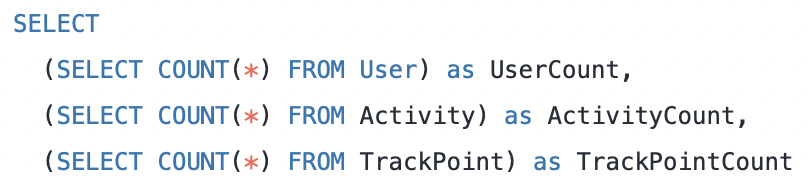 SELECT
(SELECT COUNT(*) FROM User) as UserCount,
(SELECT COUNT(*) FROM Activity) as ActivityCount,
(SELECT COUNT(*) FROM TrackPoint) as TrackPointCount